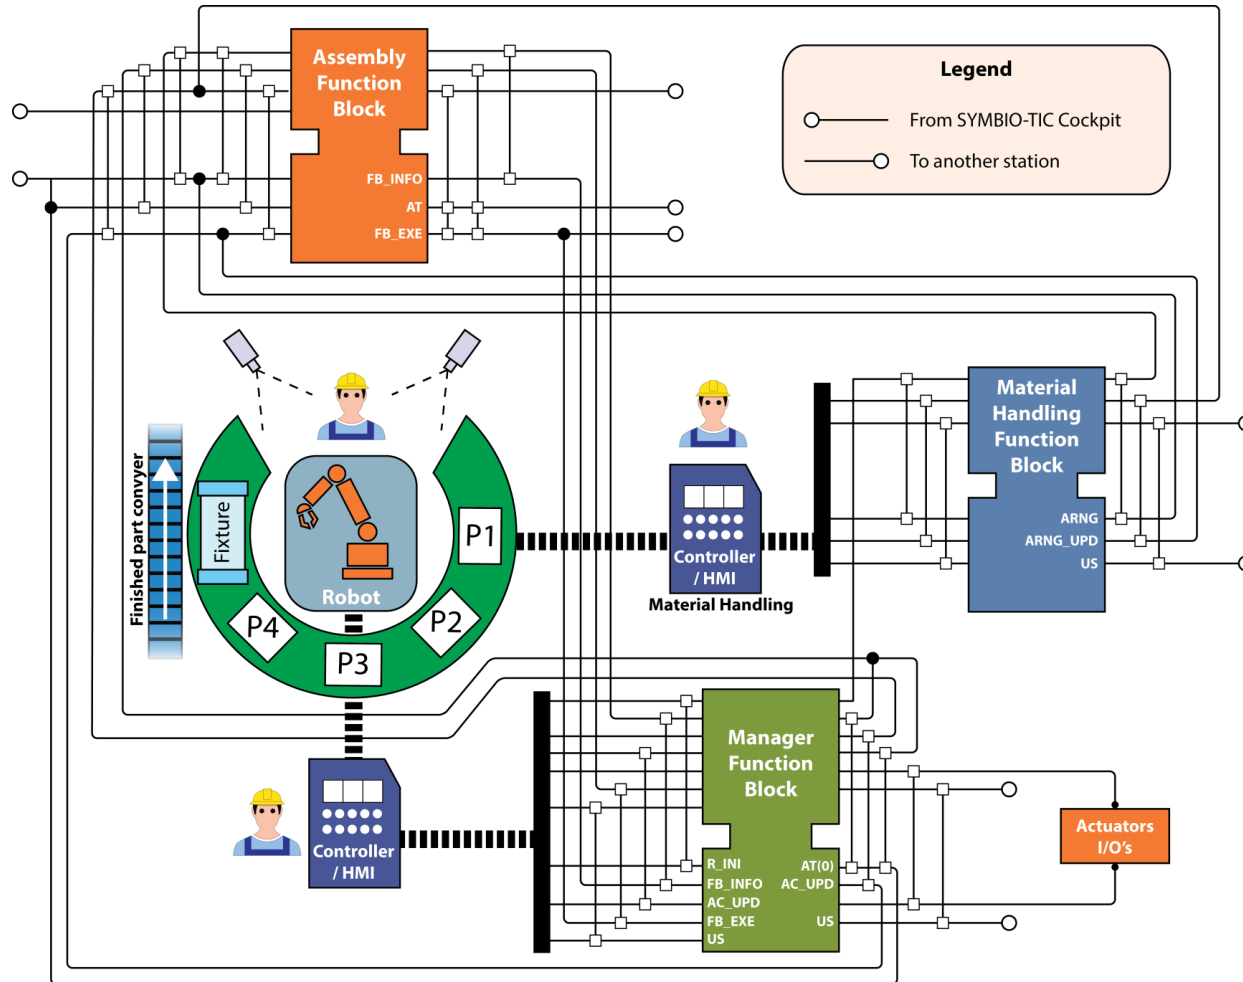 Assembly
Function
Block
FB_INFO
AT
FB_EXE
Legend
From SYMBIO-TIC Cockpit
To another station
Material
Handling
Function
Block
ARNG
ARNG_UPD
US
Finished part convyer
Fixture
Robot
P1
P2
P3
P4
Controller
/ HMI
Material Handling
Controller
/ HMI
Manager
Function
Block
R_INI
FB_INFO
AC_UPD
FB_EXE
US
AT(0)
AC_UPD
US
Actuators
I/O's